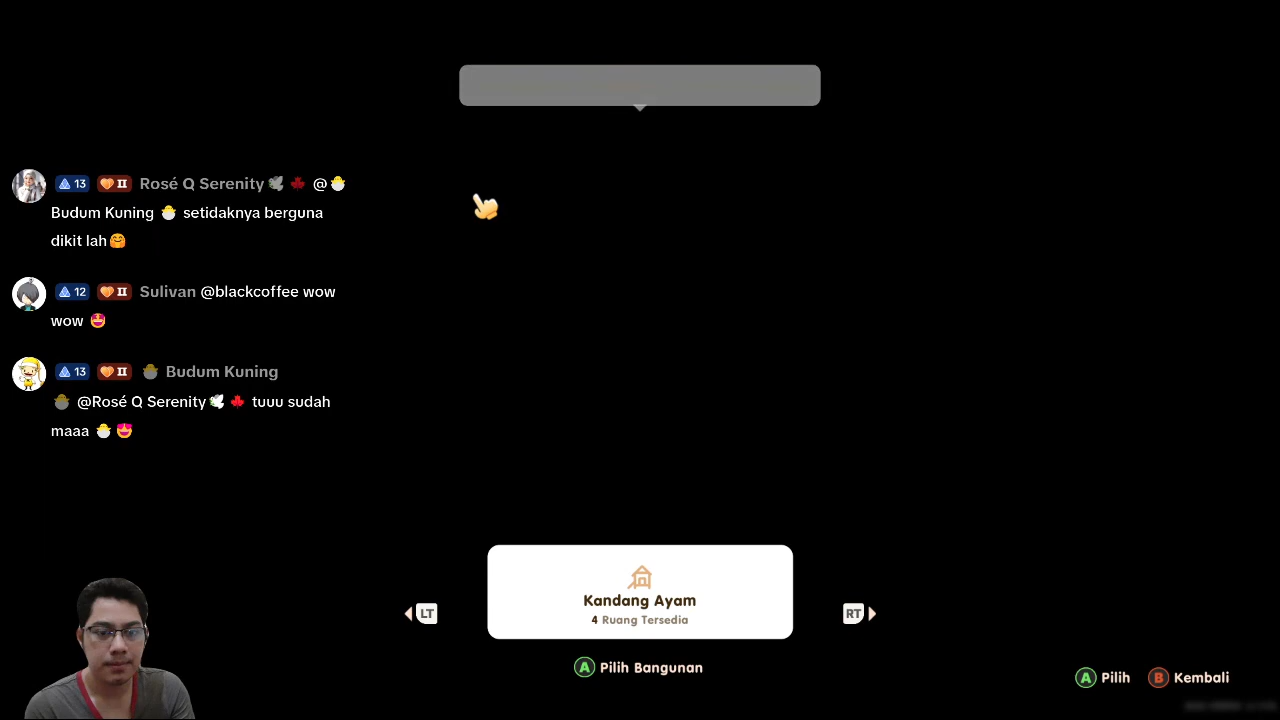 13 II Rosé Q Serenity🕊️🍁 @🐣
Budum Kuning 🐣 setidaknya berguna
dikit lah🤗
12 II Sulivan @blackcoffee wow
wow 🤩
13 II 🐣 Budum Kuning
🐣 @Rosé Q Serenity🕊️🍁 tuuu sudah
maaa 🐣🤩
Kandang Ayam
LT
RT
4 Ruang Tersedia
A Pilih Bangunan
A Pilih B Kembali